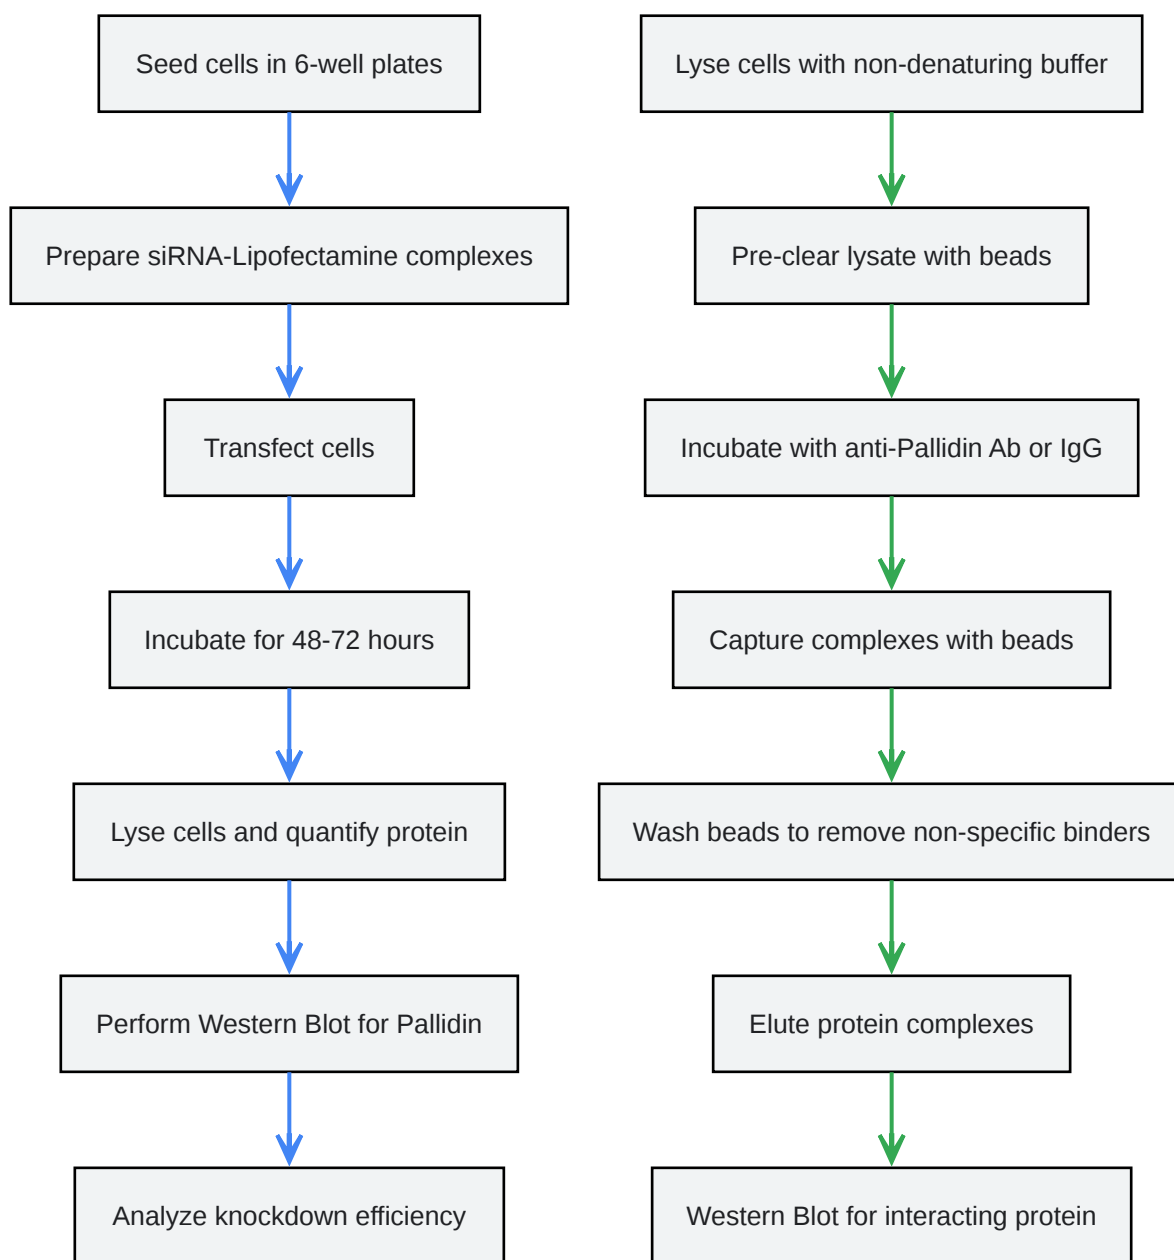 Seed cells in 6-well plates
Prepare siRNA-Lipofectamine complexes
Transfect cells
Incubate for 48-72 hours
Lyse cells and quantify protein
Perform Western Blot for Pallidin
Analyze knockdown efficiency
Lyse cells with non-denaturing buffer
Pre-clear lysate with beads
Incubate with anti-Pallidin Ab or IgG
Capture complexes with beads
Wash beads to remove non-specific binders
Elute protein complexes
Western Blot for interacting protein